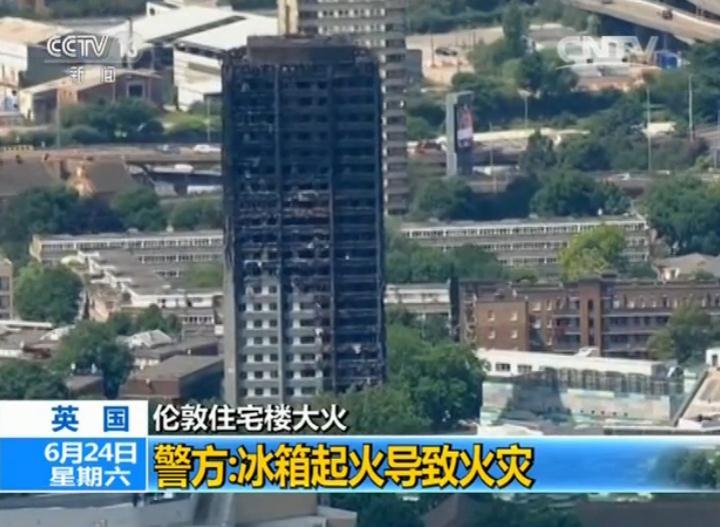 CCTV 13
新闻
CNTV
英 国
伦敦住宅楼大火
6月24日
星期六
警方:冰箱起火导致火灾